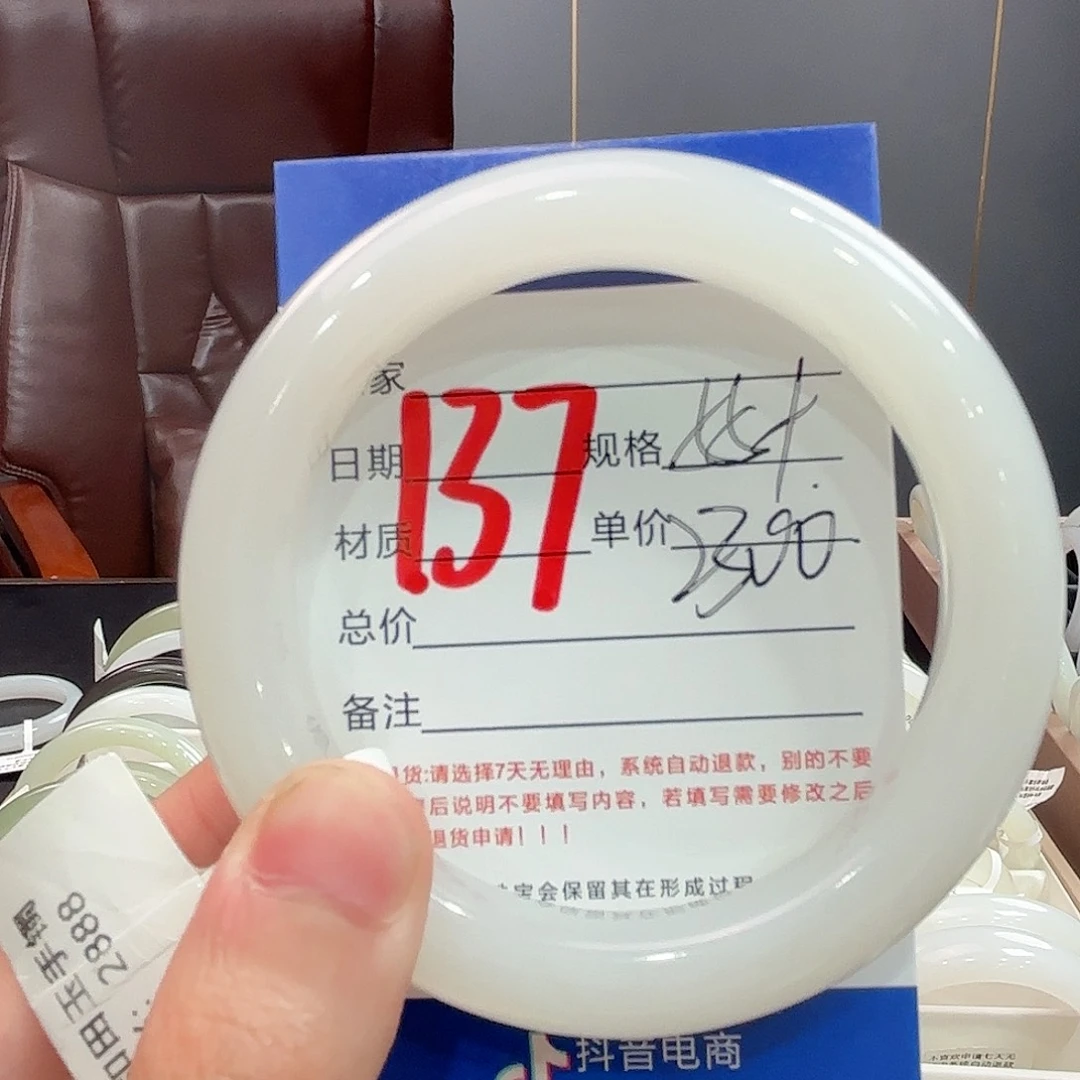 家
137
日期 规格
材质 单价
总价
备注
货:请选择7天无理由，系统自动退款，别的不要
后说明不要填写内容，若填写需要修改之后
退货申请！！！
宝会保留其在形成过程
抖音电商
和田玉手镯
2888